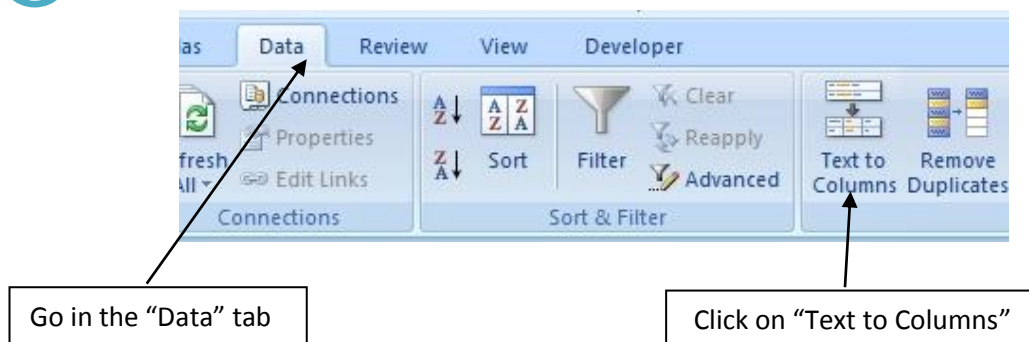 as Data Review View Developer
Connections
Properties
Edit Links
fresh
All
Connections
A
Z
Z
A
A Z
Z A
Sort
Filter
Clear
Reapply
Advanced
Sort & Filter
Text to
Columns
Remove
Duplicates
Go in the “Data” tab
Click on “Text to Columns”